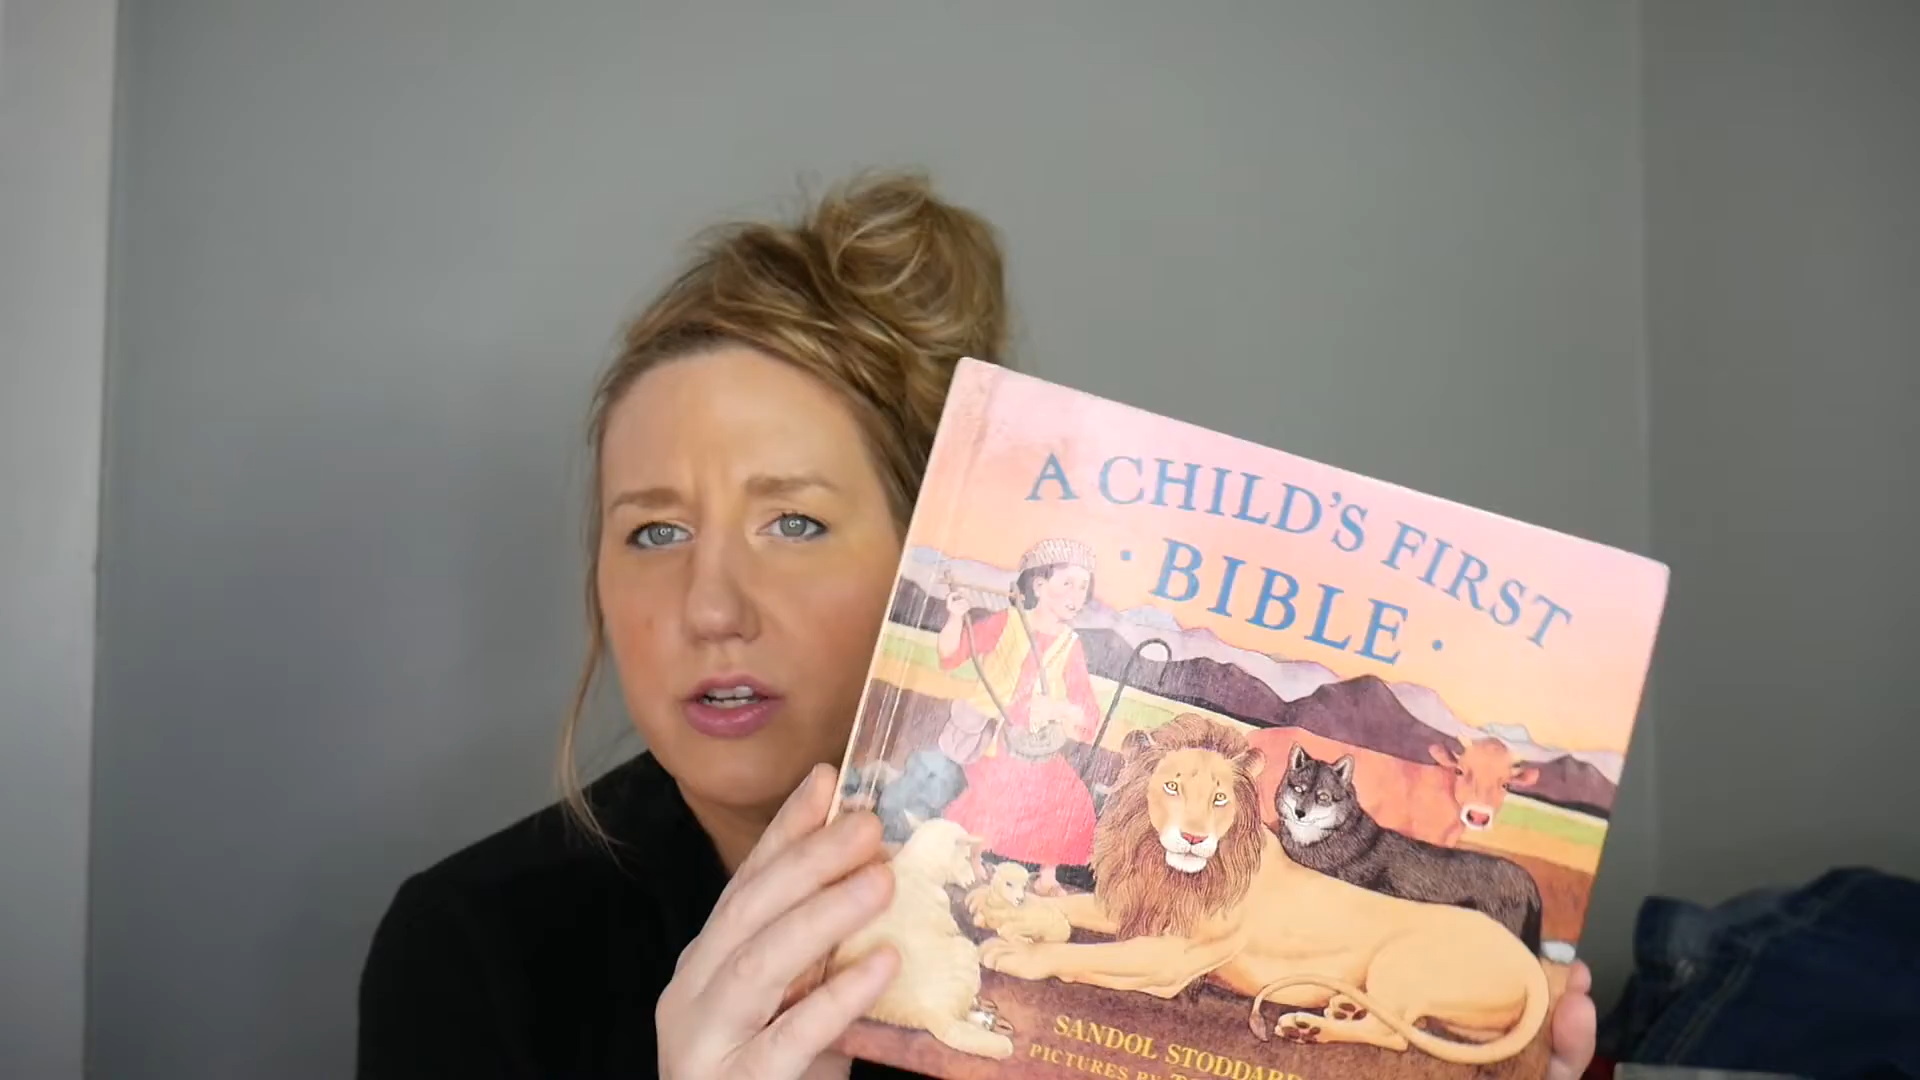 A CHILD'S FIRST
· BIBLE ·
SANDOL STODDARD
PICTURES BY